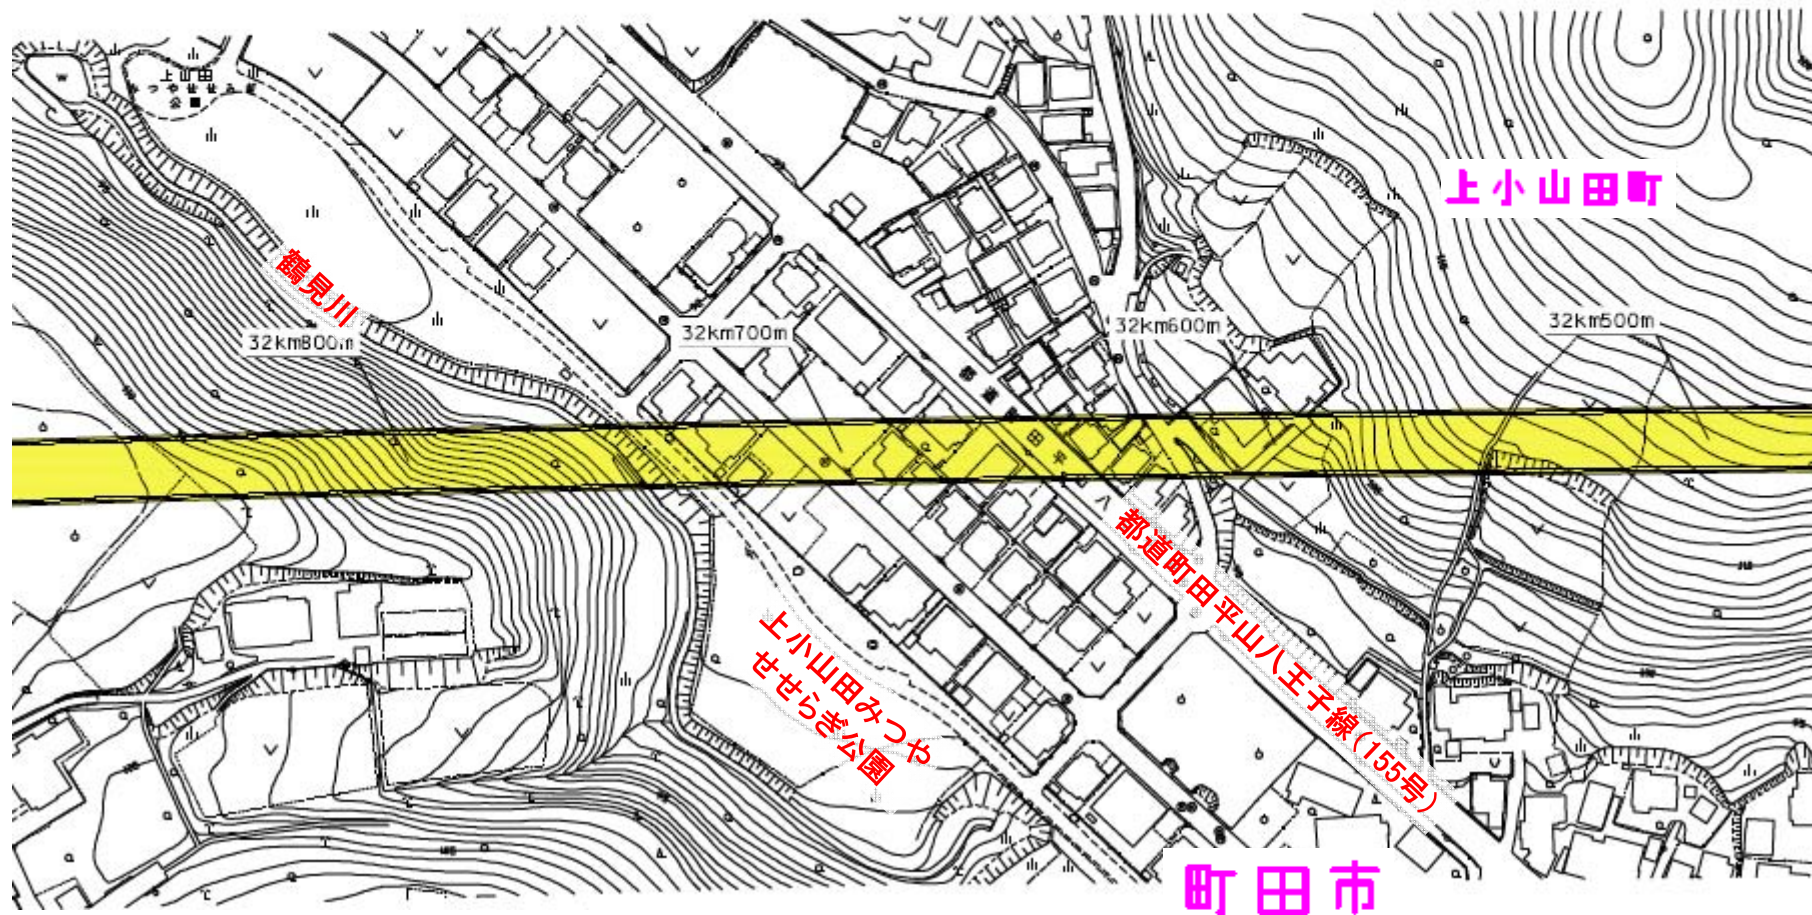 上小山田町
鶴見川
32km800m
32km700m
32km600m
32km500m
都道町田平山八王子線(155号)
上小山田みつや
せせらぎ公園
町田市